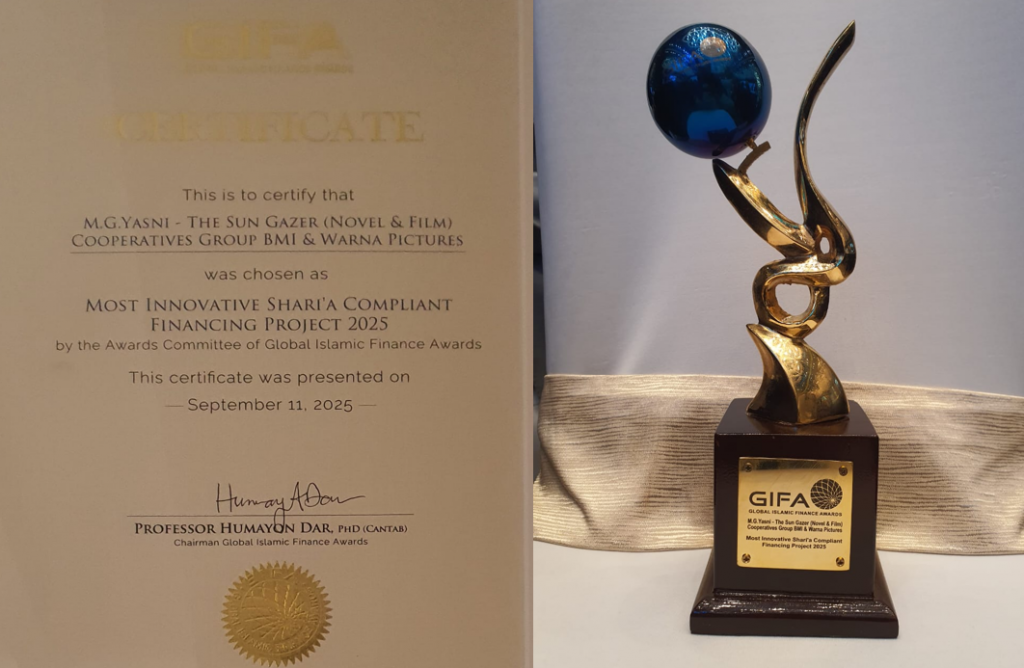 GIFA
CERTIFICATE
This is to certify that
M.G.YASNI - THE SUN GAZER (NOVEL & FILM)
COOPERATIVES GROUP BMI & WARNA PICTURES
was chosen as
MOST INNOVATIVE SHARI'A COMPLIANT
FINANCING PROJECT 2025
by the Awards Committee of Global Islamic Finance Awards
This certificate was presented on
September 11, 2025
Humay A Dar
PROFESSOR HUMAYON DAR, PHD (CANTAB)
Chairman Global Islamic Finance Awards
GIFA
GLOBAL ISLAMIC FINANCE AWARDS
M.G.Yasni - The Sun Gazer (Novel & Film)
Cooperatives Group BMI & Warna Pictures
Most Innovative Shari'a Compliant
Financing Project 2025